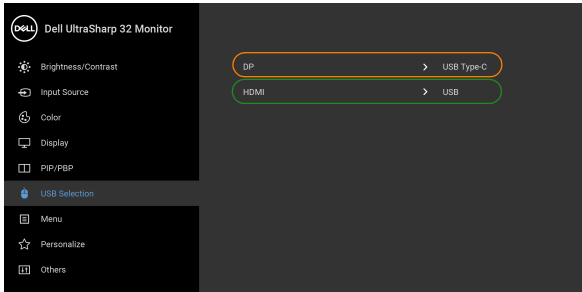 DELL Dell UltraSharp 32 Monitor
Brightness/Contrast
DP > USB Type-C
Input Source
HDMI > USB
Color
Display
PIP/PBP
USB Selection
Menu
Personalize
Others